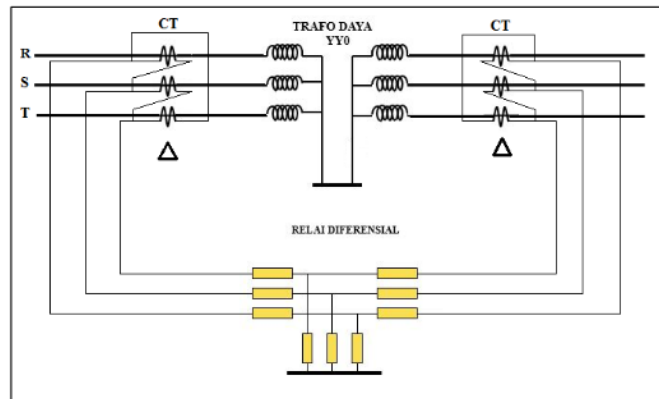 CT
TRAFO DAYA
YY0
CT
R
S
T
Δ
Δ
RELAI DIFERENSIAL